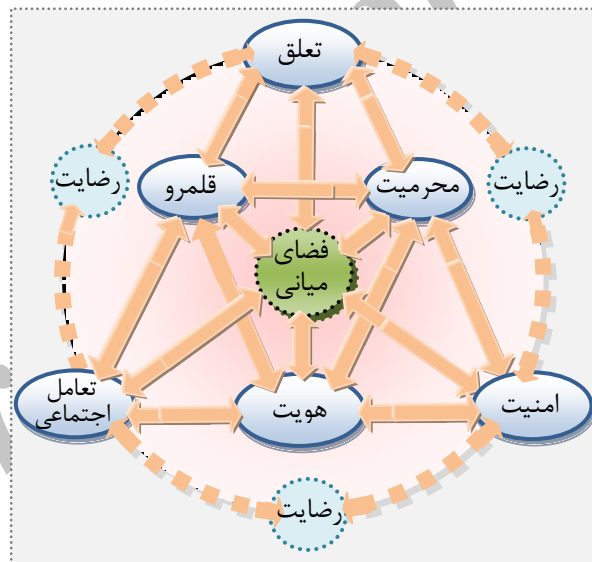 تعلق
رضایت
قلمرو
محرمیت
رضایت
فضای
میانی
تعامل
اجتماعی
هویت
امنیت
رضایت